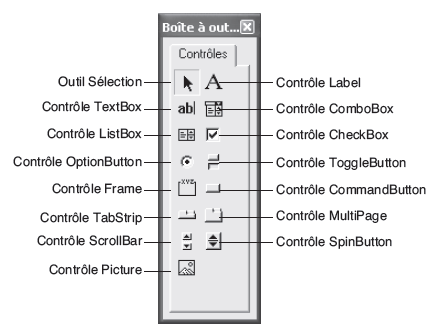 Boîte à out...
Contrôles
Outil Sélection
A
Contrôle Label
Contrôle TextBox
ab|
Contrôle ComboBox
Contrôle ListBox
Contrôle CheckBox
Contrôle OptionButton
Contrôle ToggleButton
Contrôle Frame
xyz
Contrôle CommandButton
Contrôle TabStrip
Contrôle MultiPage
Contrôle ScrollBar
Contrôle SpinButton
Contrôle Picture